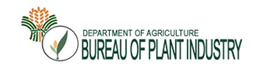 DEPARTMENT OF AGRICULTURE
BUREAU OF PLANT INDUSTRY